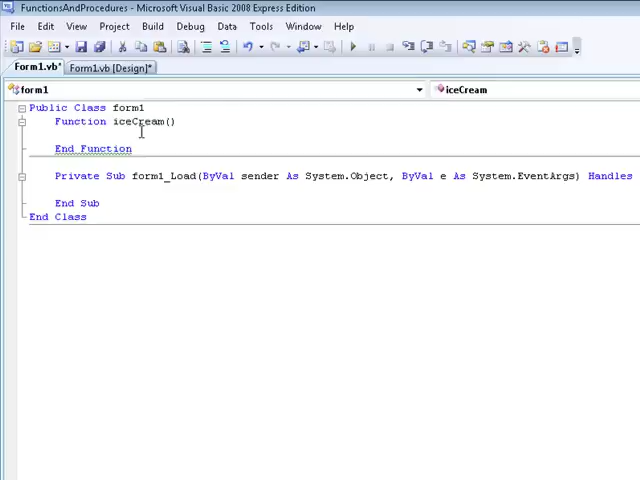 FunctionsAndProcedures - Microsoft Visual Basic 2008 Express Edition
File Edit View Project Build Debug Data Tools Window Help
Form1.vb* Form1.vb [Design]*
form1 iceCream
Public Class form1
Function iceCream()
End Function
Private Sub form1_Load(ByVal sender As System.Object, ByVal e As System.EventArgs) Handles
End Sub
End Class